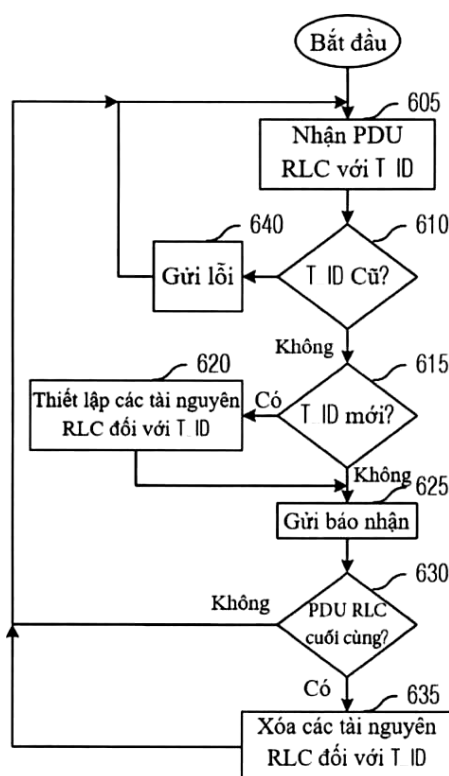 Bắt đầu
605
Nhận PDU
RLC với T_ID
610
640
T_ID Cũ?
Gửi lỗi
Không
615
620
Thiết lập các tài nguyên
RLC đối với T_ID
Có
T_ID mới?
Không
625
Gửi báo nhận
630
Không
PDU RLC
cuối cùng?
Có
635
Xóa các tài nguyên
RLC đối với T_ID